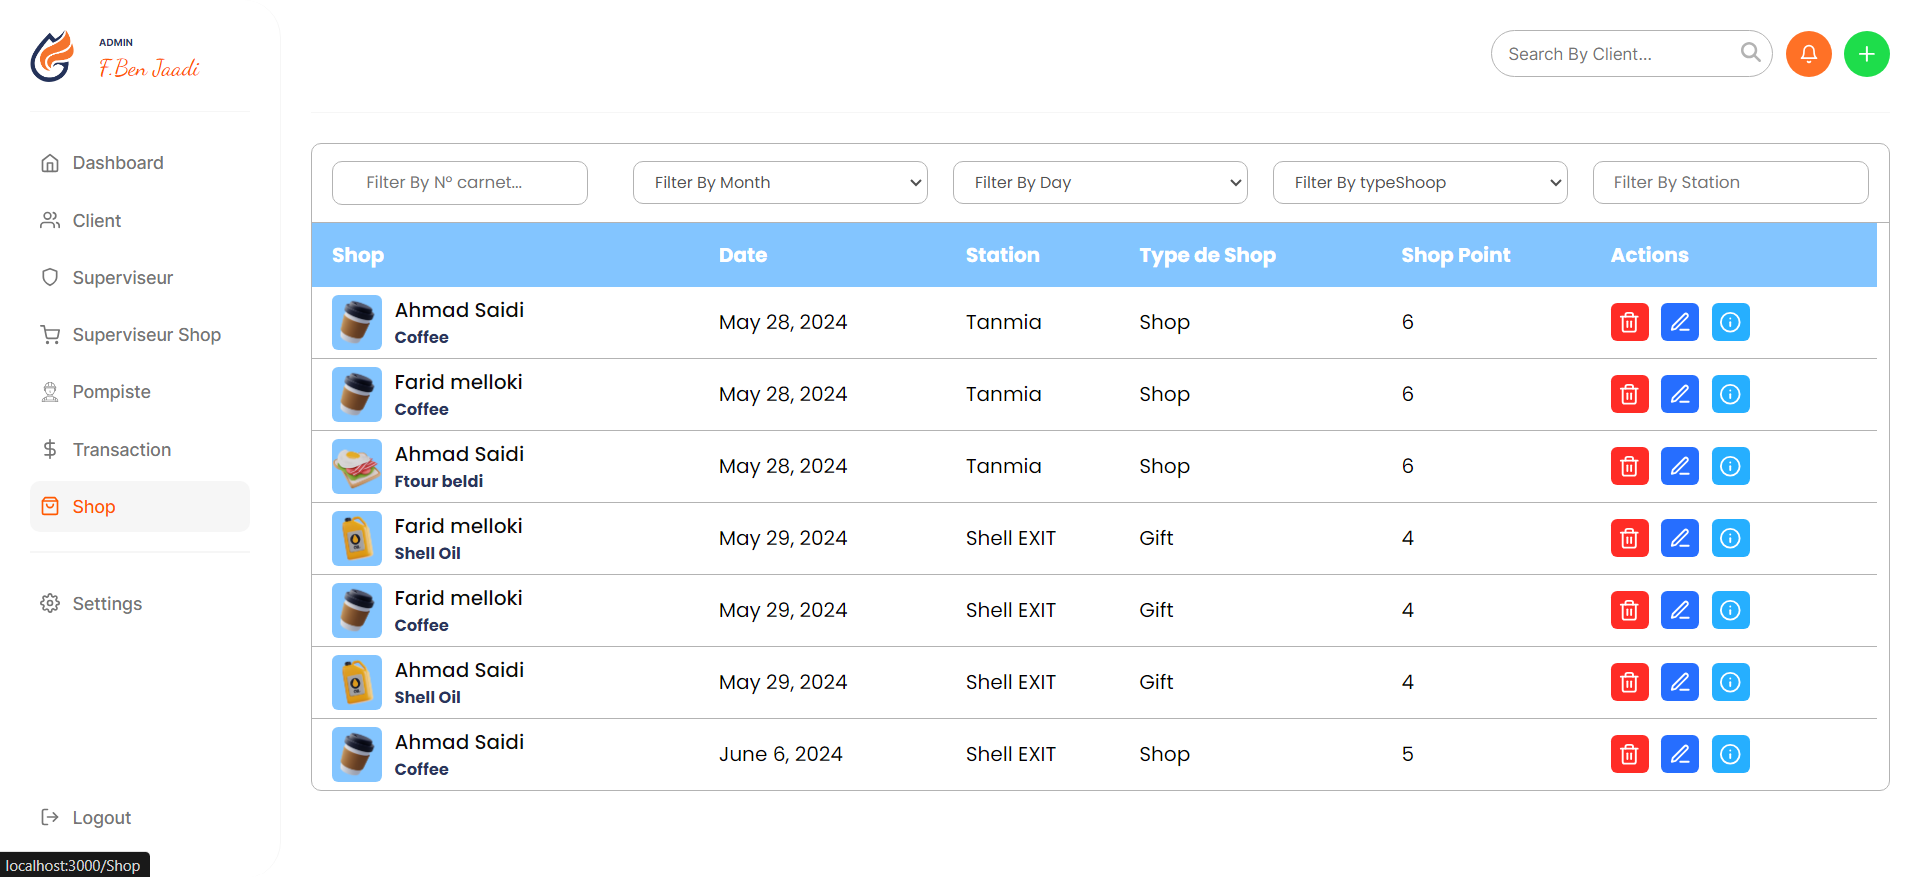 ADMIN
F.Ben Jaadi
Dashboard
Client
Superviseur
Superviseur Shop
Pompiste
Transaction
Shop
Settings
Logout
localhost:3000/Shop
Search By Client...
Filter By N° carnet...
Filter By Month
Filter By Day
Filter By typeShoop
Filter By Station
Shop Date Station Type de Shop Shop Point Actions
Ahmad Saidi
Coffee
May 28, 2024 Tanmia Shop 6
Farid melloki
Coffee
May 28, 2024 Tanmia Shop 6
Ahmad Saidi
Ftour beldi
May 28, 2024 Tanmia Shop 6
Farid melloki
Shell Oil
May 29, 2024 Shell EXIT Gift 4
Farid melloki
Coffee
May 29, 2024 Shell EXIT Gift 4
Ahmad Saidi
Shell Oil
May 29, 2024 Shell EXIT Gift 4
Ahmad Saidi
Coffee
June 6, 2024 Shell EXIT Shop 5